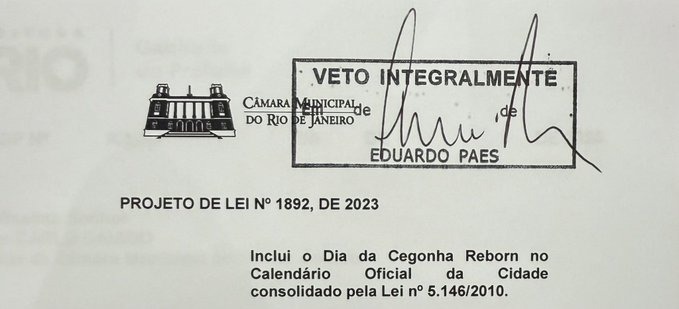 VETO INTEGRALMENTE
CÂMARA MUNICIPAL
DO RIO DE JANEIRO
Em de de
EDUARDO PAES
PROJETO DE LEI Nº 1892, DE 2023
Inclui o Dia da Cegonha Reborn no
Calendário Oficial da Cidade
consolidado pela Lei nº 5.146/2010.